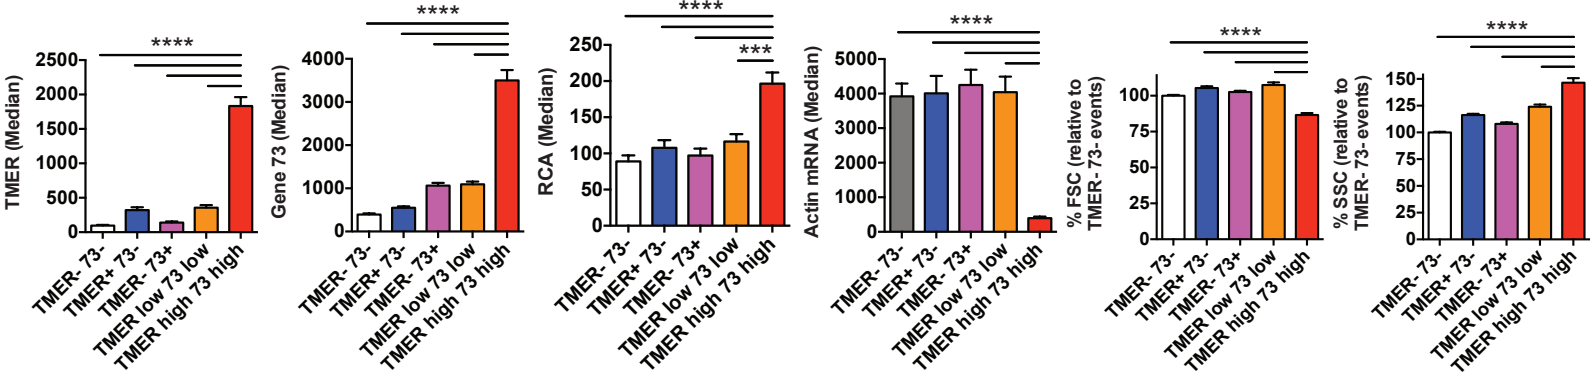 TMER (Median)
2500
2000
1500
1000
500
0
****
TMER- 73-
TMER+ 73-
TMER- 73+
TMER low 73 low
TMER high 73 high
Gene 73 (Median)
4000
3000
2000
1000
0
****
TMER- 73-
TMER+ 73-
TMER- 73+
TMER low 73 low
TMER high 73 high
RCA (Median)
250
200
150
100
50
0
****
***
TMER- 73-
TMER+ 73-
TMER- 73+
TMER low 73 low
TMER high 73 high
Actin mRNA (Median)
5000
4000
3000
2000
1000
0
****
TMER- 73-
TMER+ 73-
TMER- 73+
TMER low 73 low
TMER high 73 high
% FSC (relative to
TMER- 73- events)
100
75
50
25
0
****
TMER- 73-
TMER+ 73-
TMER- 73+
TMER low 73 low
TMER high 73 high
% SSC (relative to
TMER- 73- events)
150
125
100
75
50
25
0
****
TMER- 73-
TMER+ 73-
TMER- 73+
TMER low 73 low
TMER high 73 high